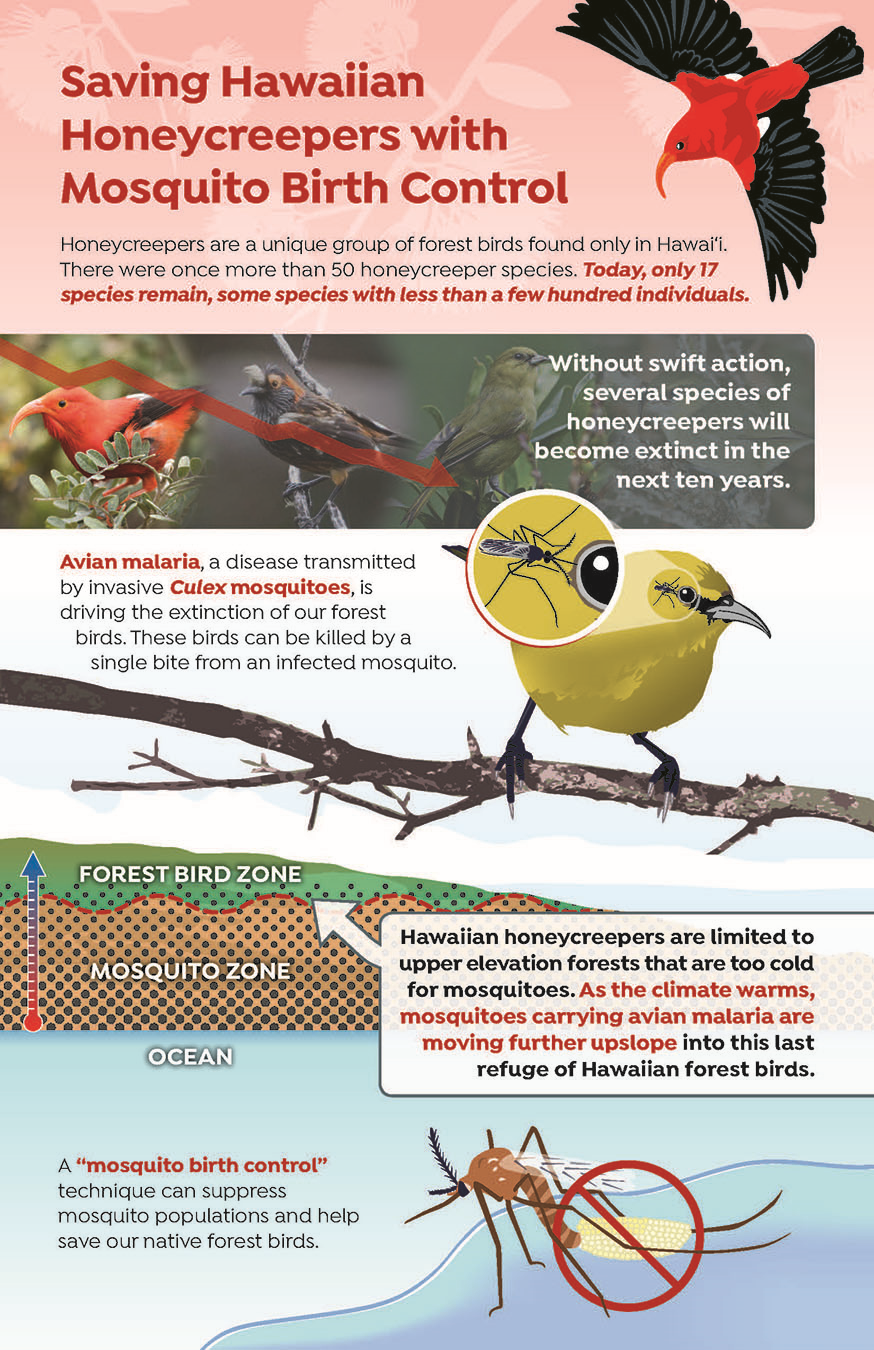 Saving Hawaiian
Honeycreepers with
Mosquito Birth Control
Honeycreepers are a unique group of forest birds found only in Hawaiʻi.
There were once more than 50 honeycreeper species. Today, only 17
species remain, some species with less than a few hundred individuals.
Without swift action,
several species of
honeycreepers will
become extinct in the
next ten years.
Avian malaria, a disease transmitted
by invasive Culex mosquitoes, is
driving the extinction of our forest
birds. These birds can be killed by a
single bite from an infected mosquito.
FOREST BIRD ZONE
MOSQUITO ZONE
OCEAN
Hawaiian honeycreepers are limited to
upper elevation forests that are too cold
for mosquitoes. As the climate warms,
mosquitoes carrying avian malaria are
moving further upslope into this last
refuge of Hawaiian forest birds.
A “mosquito birth control”
technique can suppress
mosquito populations and help
save our native forest birds.